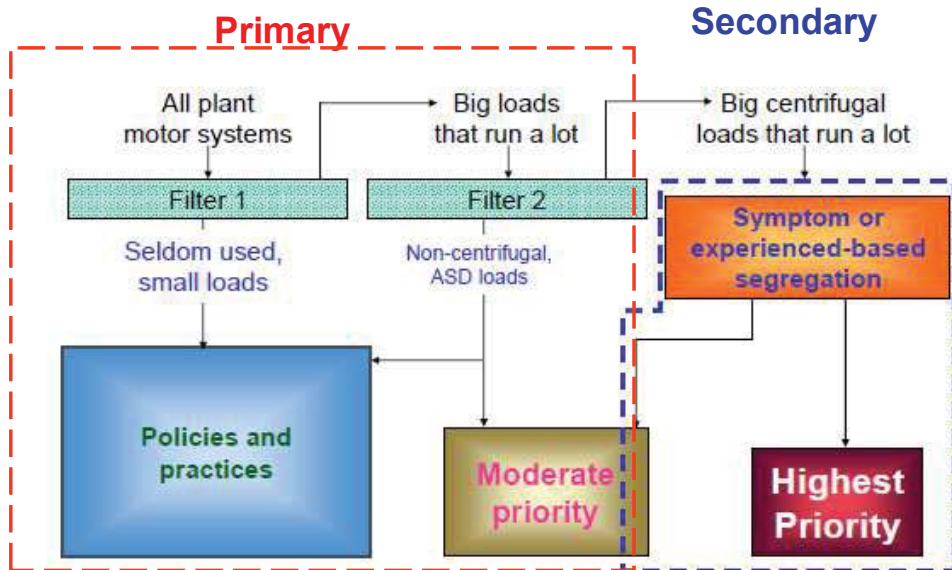 Primary
Secondary
All plant
motor systems
Big loads
that run a lot
Big centrifugal
loads that run a lot
Filter 1
Filter 2
Symptom or
experienced-based
segregation
Seldom used,
small loads
Non-centrifugal,
ASD loads
Policies and
practices
Moderate
priority
Highest
Priority